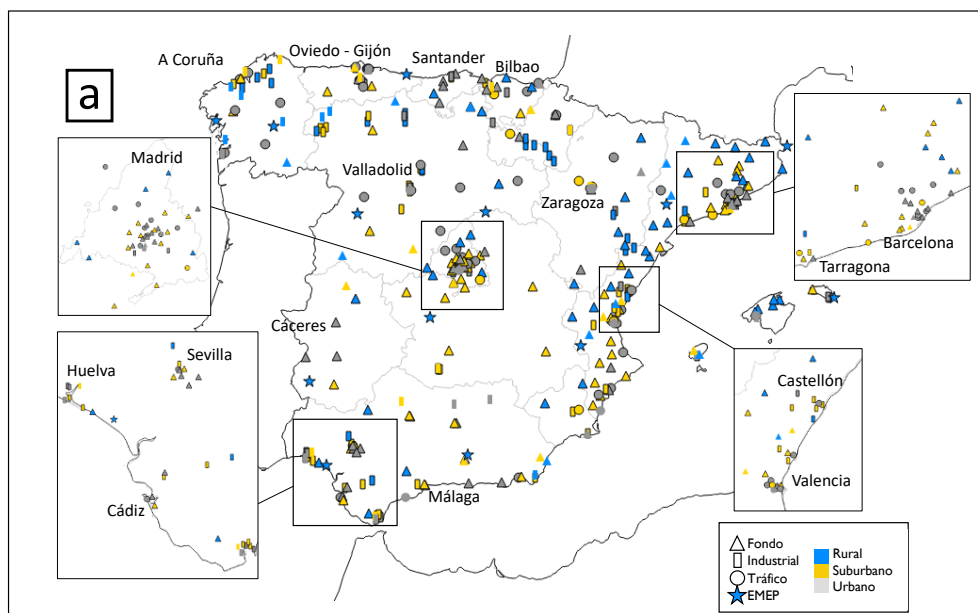 a
A Coruña
Oviedo - Gijón
Santander
Bilbao
Madrid
Valladolid
Zaragoza
Barcelona
Tarragona
Cáceres
Sevilla
Huelva
Cádiz
Málaga
Castellón
Valencia
Fondo
Industrial
Tráfico
EMEP
Rural
Suburbano
Urbano